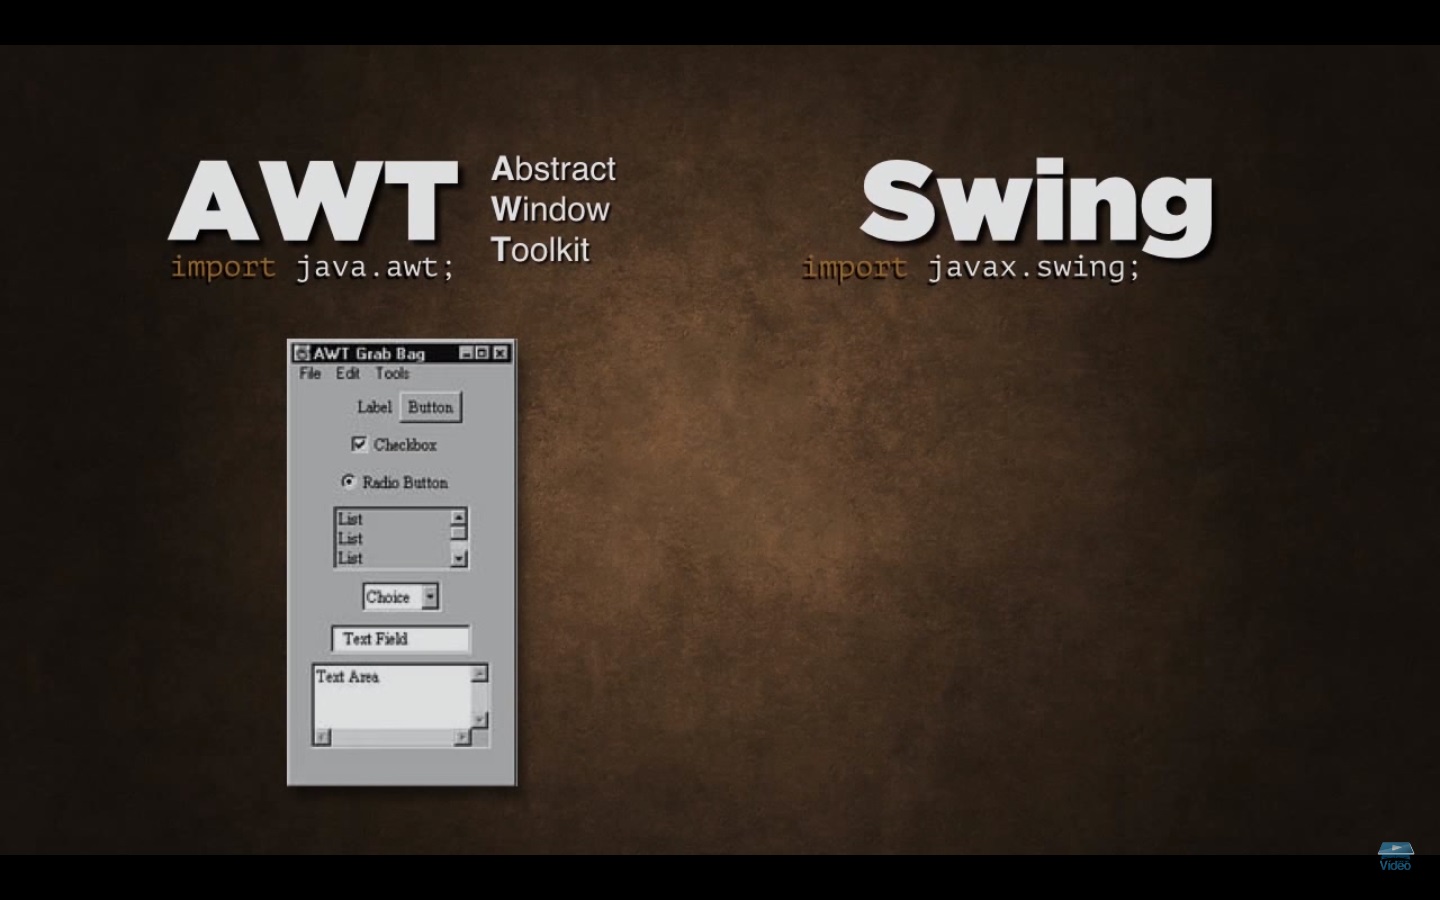 AWT
Abstract
Window
Toolkit
import java.awt;
Swing
import javax.swing;
AWT Grab Bag
File Edit Tools
Label Button
Checkbox
Radio Button
List
List
List
Choice
Text Field
Text Area
Video